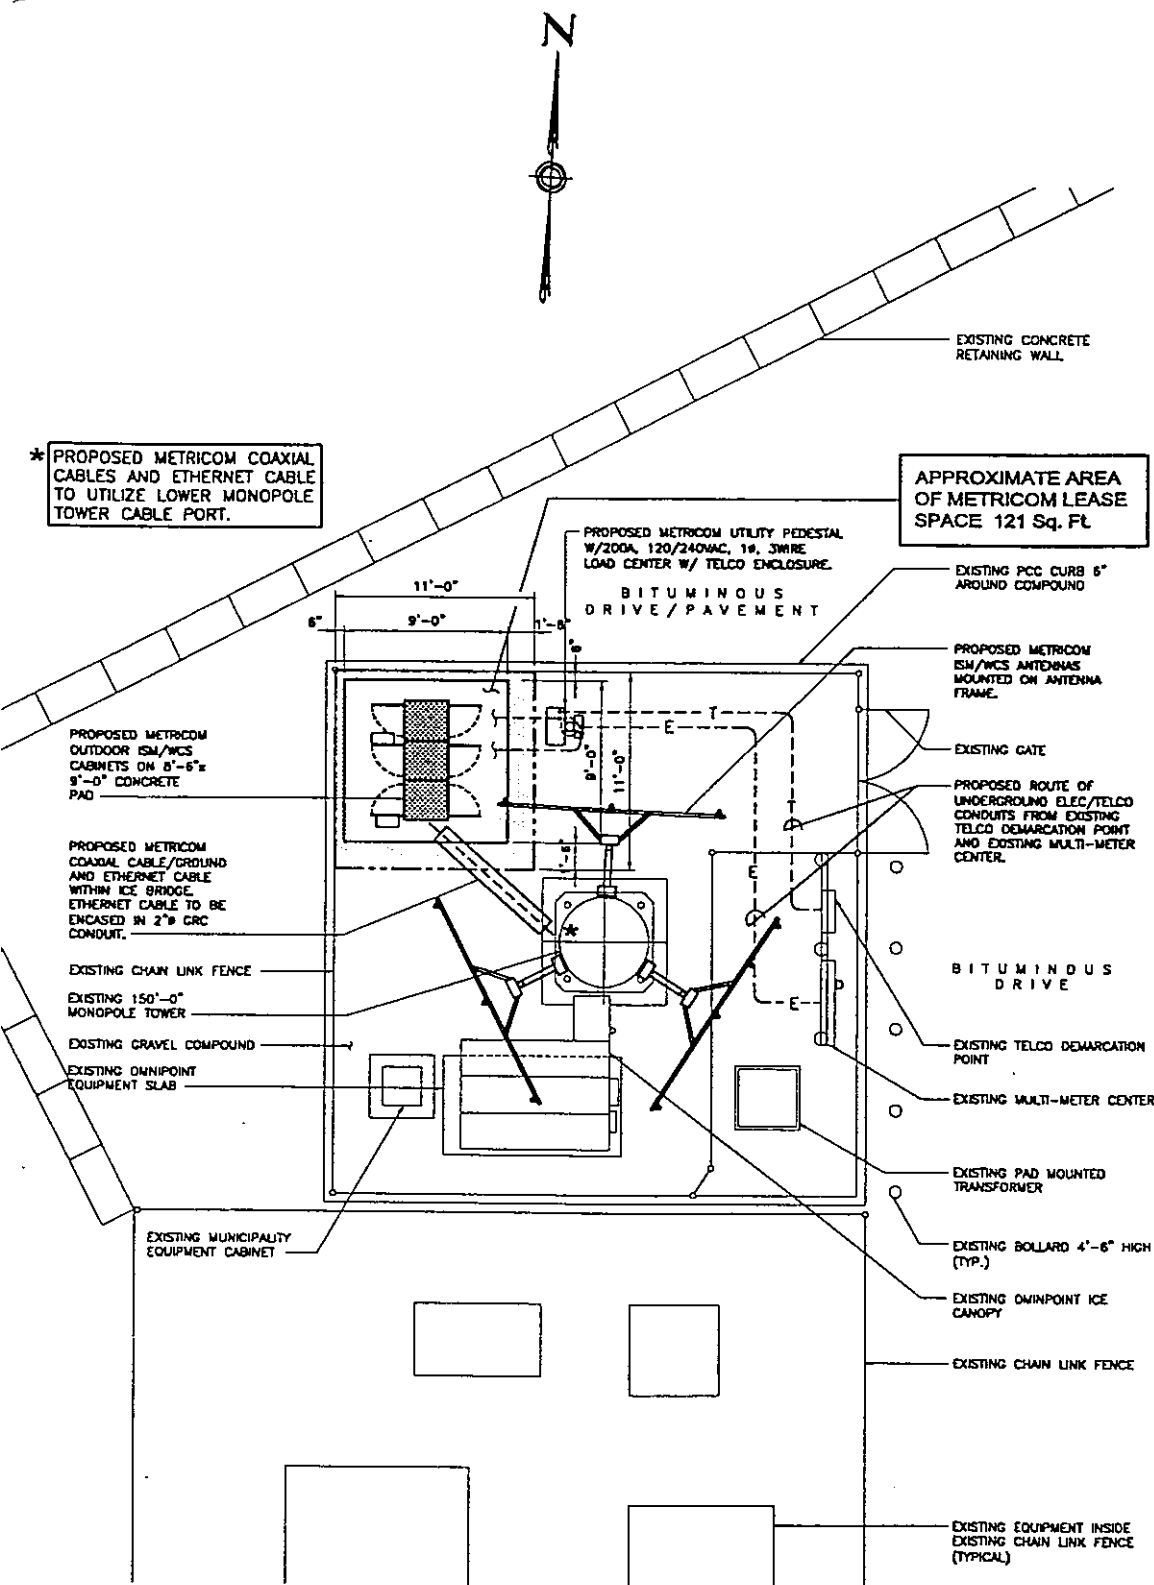 N
EXISTING CONCRETE
RETAINING WALL
* PROPOSED METRICOM COAXIAL
CABLES AND ETHERNET CABLE
TO UTILIZE LOWER MONOPOLE
TOWER CABLE PORT.
APPROXIMATE AREA
OF METRICOM LEASE
SPACE 121 Sq. Ft.
PROPOSED METRICOM UTILITY PEDESTAL
W/200A, 120/240VAC, 1ø, 3WIRE
LOAD CENTER W/ TELCO ENCLOSURE.
BITUMINOUS
DRIVE/PAVEMENT
EXISTING PCC CURB 6"
AROUND COMPOUND
11'-0"
6"
9'-0"
1'-6"
6"
PROPOSED METRICOM
ISM/WCS ANTENNAS
MOUNTED ON ANTENNA
FRAME.
T
E
EXISTING GATE
PROPOSED METRICOM
OUTDOOR ISM/WCS
CABINETS ON 8'-6"x
9'-0" CONCRETE
PAD
9'-0"
11'-0"
1'-6"
T
E
PROPOSED ROUTE OF
UNDERGROUND ELEC/TELCO
CONDUITS FROM EXISTING
TELCO DEMARCATION POINT
AND EXISTING MULTI-METER
CENTER.
PROPOSED METRICOM
COAXIAL CABLE/GROUND
AND ETHERNET CABLE
WITHIN ICE BRIDGE.
ETHERNET CABLE TO BE
ENCASED IN 2"ø GRC
CONDUIT.
*
E
BITUMINOUS
DRIVE
EXISTING CHAIN LINK FENCE
EXISTING 150'-0"
MONOPOLE TOWER
EXISTING GRAVEL COMPOUND
EXISTING OMNIPOINT
EQUIPMENT SLAB
EXISTING TELCO DEMARCATION
POINT
EXISTING MULTI-METER CENTER
EXISTING PAD MOUNTED
TRANSFORMER
EXISTING MUNICIPALITY
EQUIPMENT CABINET
EXISTING BOLLARD 4'-6" HIGH
(TYP.)
EXISTING OMINPOINT ICE
CANOPY
EXISTING CHAIN LINK FENCE
EXISTING EQUIPMENT INSIDE
EXISTING CHAIN LINK FENCE
(TYPICAL)